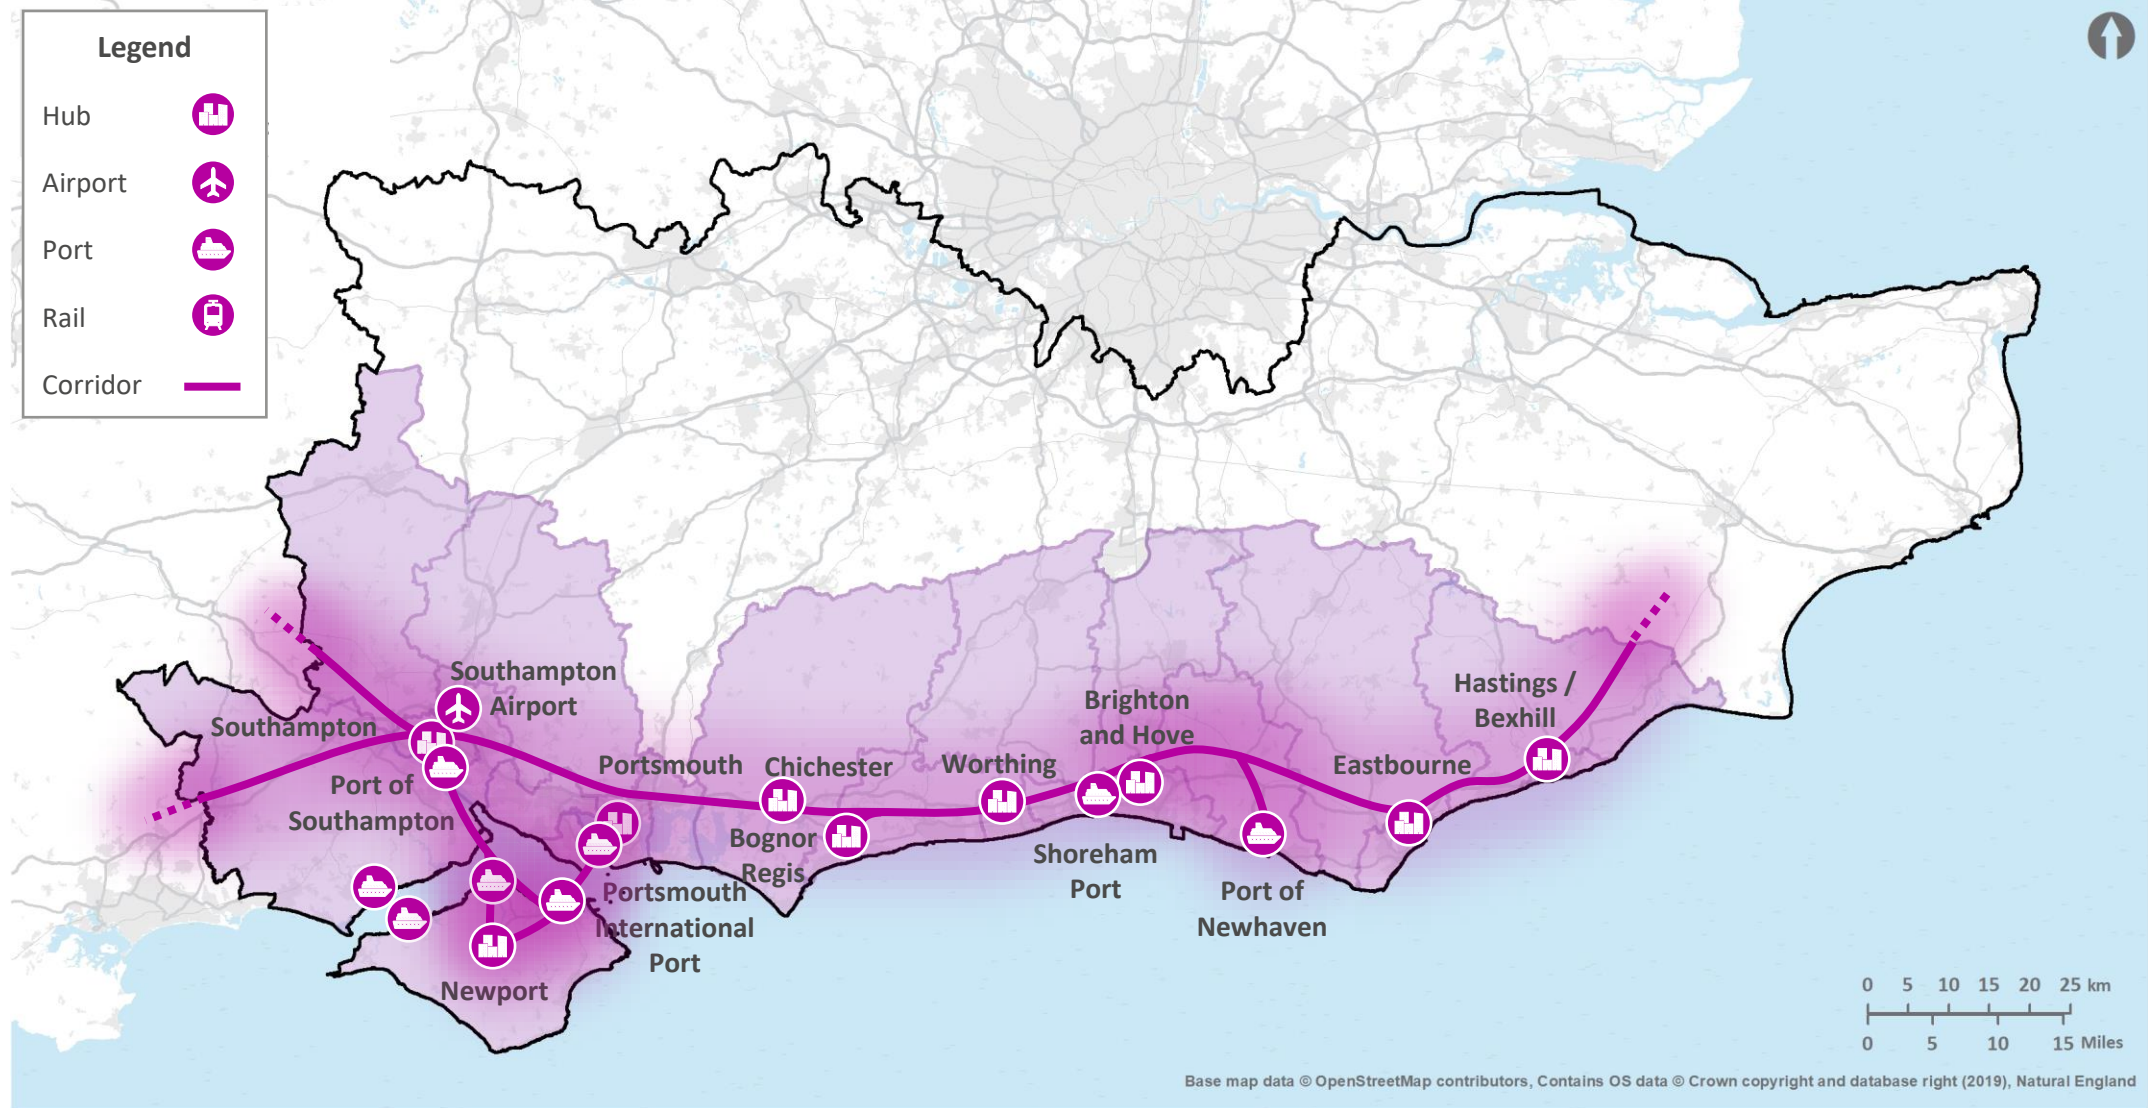 Legend
Hub
Airport
Port
Rail
Corridor
Southampton
Airport
Southampton
Port of
Southampton
Portsmouth
Chichester
Worthing
Brighton
and Hove
Eastbourne
Hastings /
Bexhill
Bognor
Regis
Shoreham
Port
Port of
Newhaven
Portsmouth
International
Port
Newport
0 5 10 15 20 25 km
0 5 10 15 Miles
Base map data © OpenStreetMap contributors, Contains OS data © Crown copyright and database right (2019), Natural England